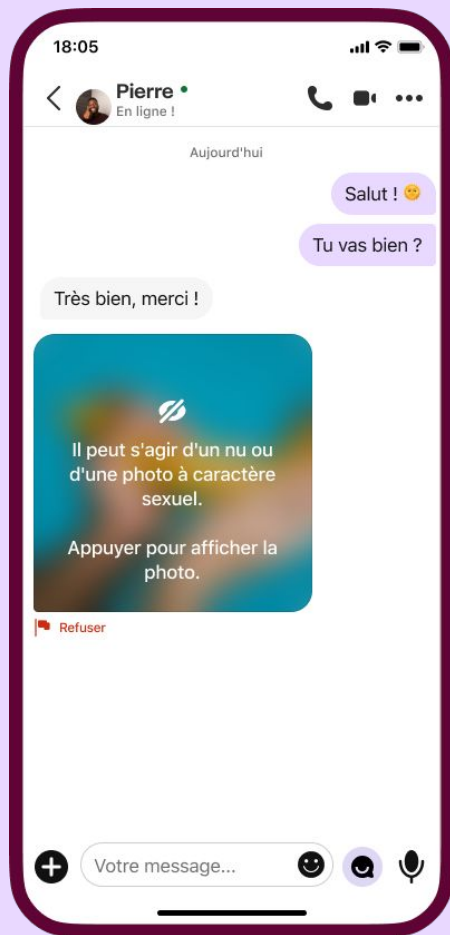 18:05
Pierre
En ligne !
Aujourd'hui
Salut ! 🌞
Tu vas bien ?
Très bien, merci !
Il peut s'agir d'un nu ou
d'une photo à caractère
sexuel.
Appuyer pour afficher la
photo.
Refuser
Votre message...